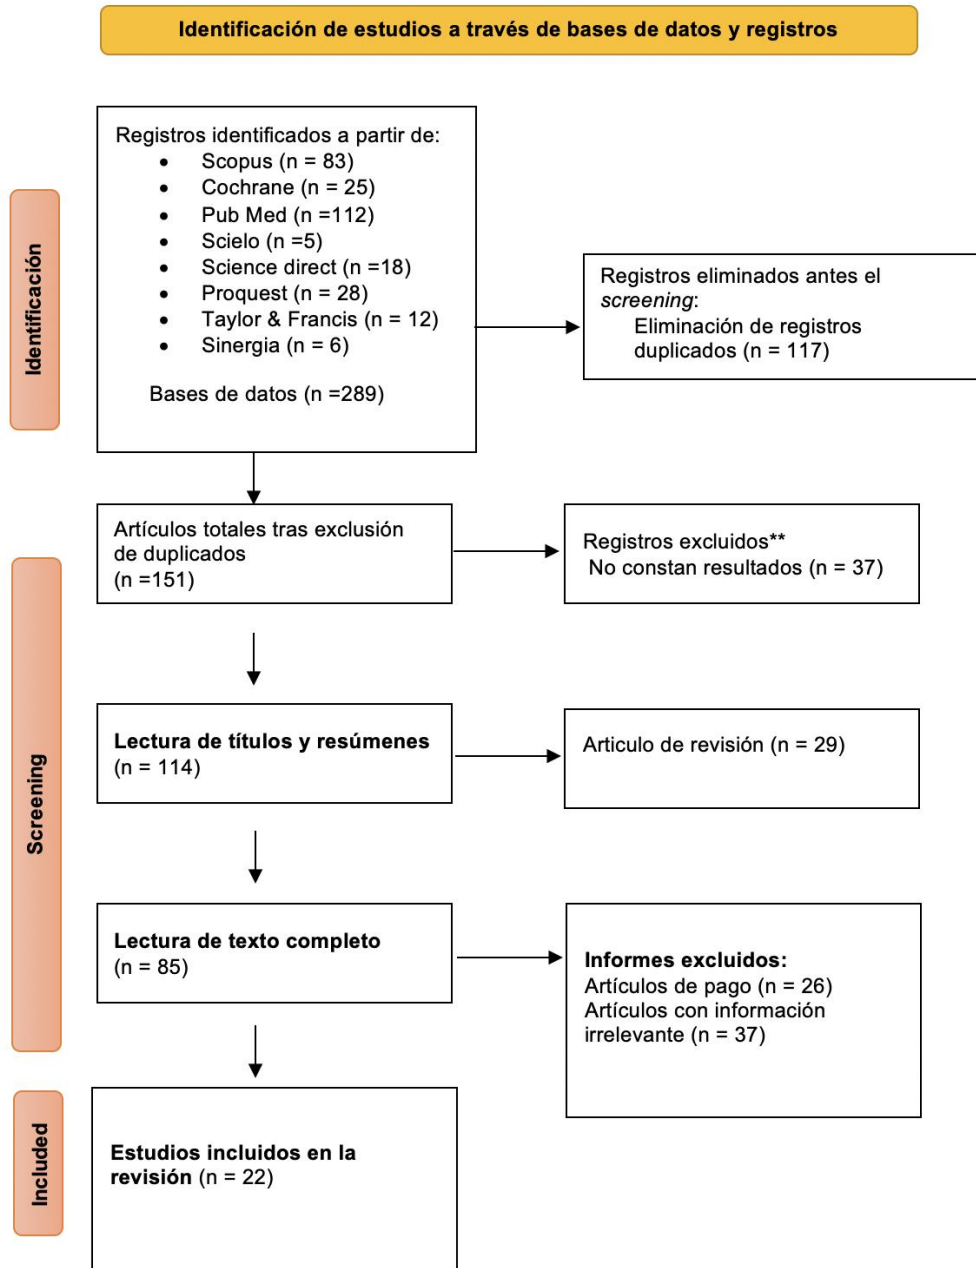 Identificación de estudios a través de bases de datos y registros
Identificación
Registros identificados a partir de:
• Scopus (n = 83)
• Cochrane (n = 25)
• Pub Med (n =112)
• Scielo (n =5)
• Science direct (n =18)
• Proquest (n = 28)
• Taylor & Francis (n = 12)
• Sinergia (n = 6)
Bases de datos (n =289)
Registros eliminados antes el
screening:
Eliminación de registros
duplicados (n = 117)
Screening
Artículos totales tras exclusión
de duplicados
(n =151)
Registros excluidos**
No constan resultados (n = 37)
Lectura de títulos y resúmenes
(n = 114)
Articulo de revisión (n = 29)
Lectura de texto completo
(n = 85)
Informes excluidos:
Artículos de pago (n = 26)
Artículos con información
irrelevante (n = 37)
Included
Estudios incluidos en la
revisión (n = 22)